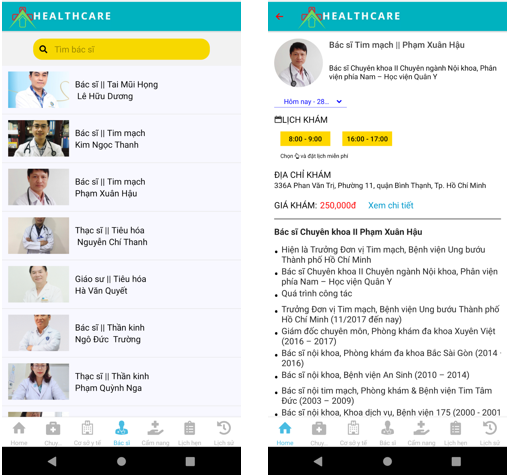 HEALTHCARE
Tìm bác sĩ
Bác sĩ || Tai Mũi Họng
Lê Hữu Dương
Bác sĩ || Tim mạch
Kim Ngọc Thanh
Bác sĩ || Tim mạch
Phạm Xuân Hậu
Thạc sĩ || Tiêu hóa
Nguyễn Chí Thanh
Giáo sư || Tiêu hóa
Hà Văn Quyết
Bác sĩ || Thần kinh
Ngô Đức Trường
Thạc sĩ || Thần kinh
Phạm Quỳnh Nga
Home Chuy.. Cơ sở y tế Bác sĩ Cẩm nang Lịch hẹn Lịch sử
HEALTHCARE
Bác sĩ Tim mạch || Phạm Xuân Hậu
Bác sĩ Chuyên khoa II Chuyên ngành Nội khoa, Phân
viện phía Nam – Học viện Quân Y
Hôm nay - 28...
LỊCH KHÁM
8:00 - 9:00 16:00 - 17:00
Chọn và đặt lịch miễn phí
ĐỊA CHỈ KHÁM
336A Phan Văn Trị, Phường 11, quận Bình Thạnh, Tp. Hồ Chí Minh
GIÁ KHÁM: 250,000đ Xem chi tiết
Bác sĩ Chuyên khoa II Phạm Xuân Hậu
• Hiện là Trưởng Đơn vị Tim mạch, Bệnh viện Ung bướu
Thành phố Hồ Chí Minh
• Bác sĩ Chuyên khoa II Chuyên ngành Nội khoa, Phân viện
phía Nam – Học viện Quân Y
• Quá trình công tác
• Trưởng Đơn vị Tim mạch, Bệnh viện Ung bướu Thành phố
Hồ Chí Minh (11/2017 đến nay)
• Giám đốc chuyên môn, Phòng khám đa khoa Xuyên Việt
(2016 – 2017)
• Bác sĩ nội khoa, Phòng khám đa khoa Bắc Sài Gòn (2014 -
2016)
• Bác sĩ nội khoa, Bệnh viện An Sinh (2010 – 2014)
• Bác sĩ nội tim mạch, Phòng khám & Bệnh viện Tim Tâm
Đức (2003 – 2009)
• Bác sĩ nội khoa, Khoa dịch vụ, Bệnh viện 175 (2000 - 2001
Home Chuy.. Cơ sở y tế Bác sĩ Cẩm nang Lịch hẹn Lịch sử